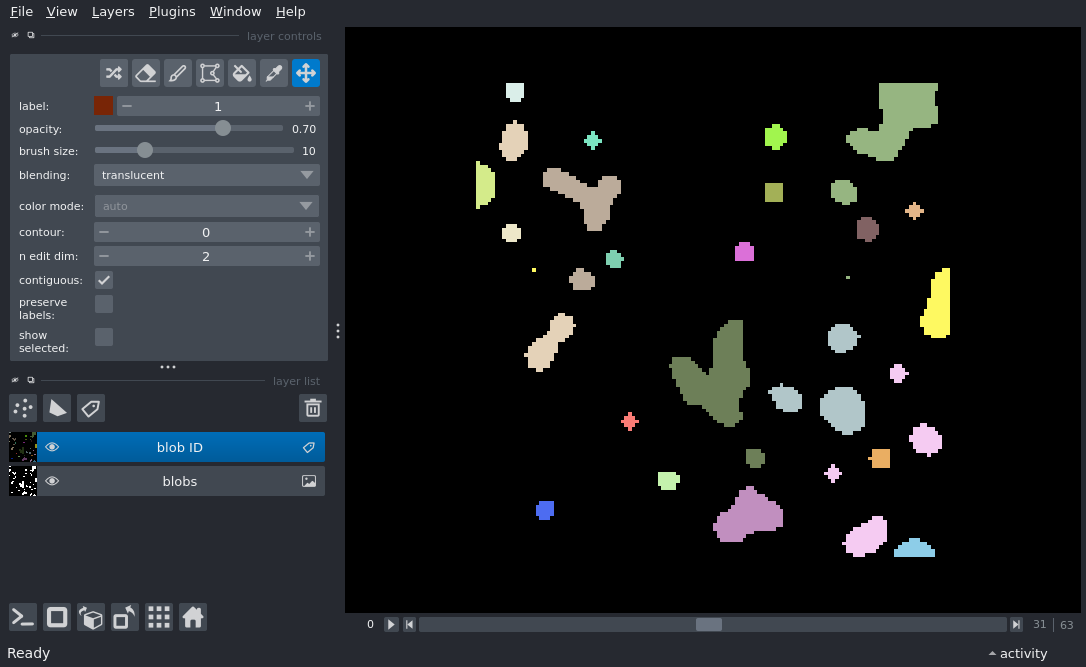 File View Layers Plugins Window Help
layer controls
label: 1
opacity: 0.70
brush size: 10
blending: translucent
color mode: auto
contour: 0
n edit dim: 2
contiguous:
preserve
labels:
show
selected:
layer list
blob ID
blobs
0 31 63
Ready activity